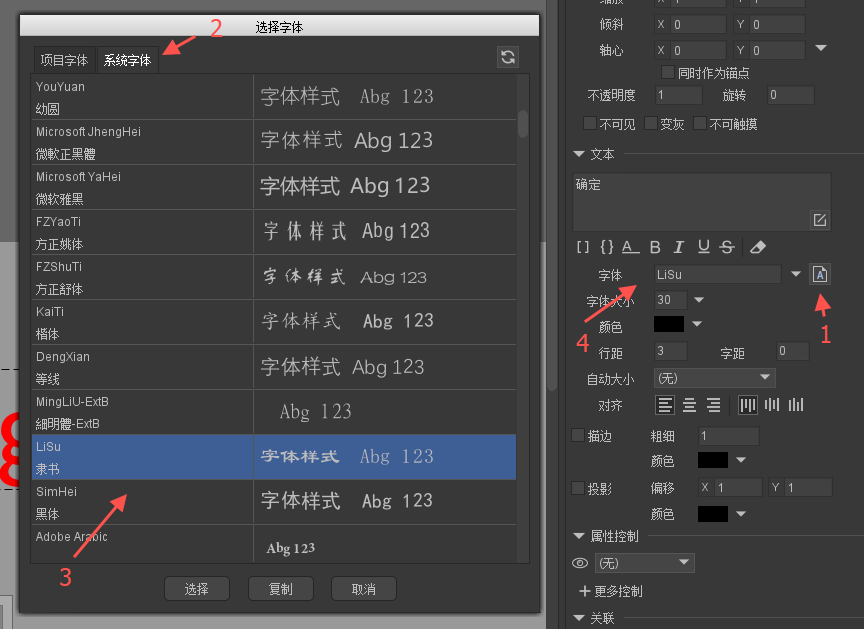 选择字体
2
项目字体 系统字体
YouYuan
幼圆
字体样式 Abg 123
Microsoft JhengHei
微軟正黑體
字体样式 Abg 123
Microsoft YaHei
微软雅黑
字体样式 Abg 123
FZYaoTi
方正姚体
字体样式 Abg 123
FZShuTi
方正舒体
字体样式 Abg 123
KaiTi
楷体
字体样式 Abg 123
DengXian
等线
字体样式 Abg 123
MingLiU-ExtB
細明體-ExtB
Abg 123
LiSu
隶书
字体样式 Abg 123
SimHei
黑体
字体样式 Abg 123
Adobe Arabic
Abg 123
3
选择 复制 取消
X 1 Y 1
倾斜 X 0 Y 0
轴心 X 0 Y 0
同时作为锚点
不透明度 1 旋转 0
不可见 变灰 不可触摸
文本
确定
[] {} A B I U S
字体 LiSu A
1
字体大小 30
4
颜色
行距 3 字距 0
自动大小 (无)
对齐
描边 粗细 1
颜色
投影 偏移 X 1 Y 1
颜色
属性控制
(无)
更多控制
关联